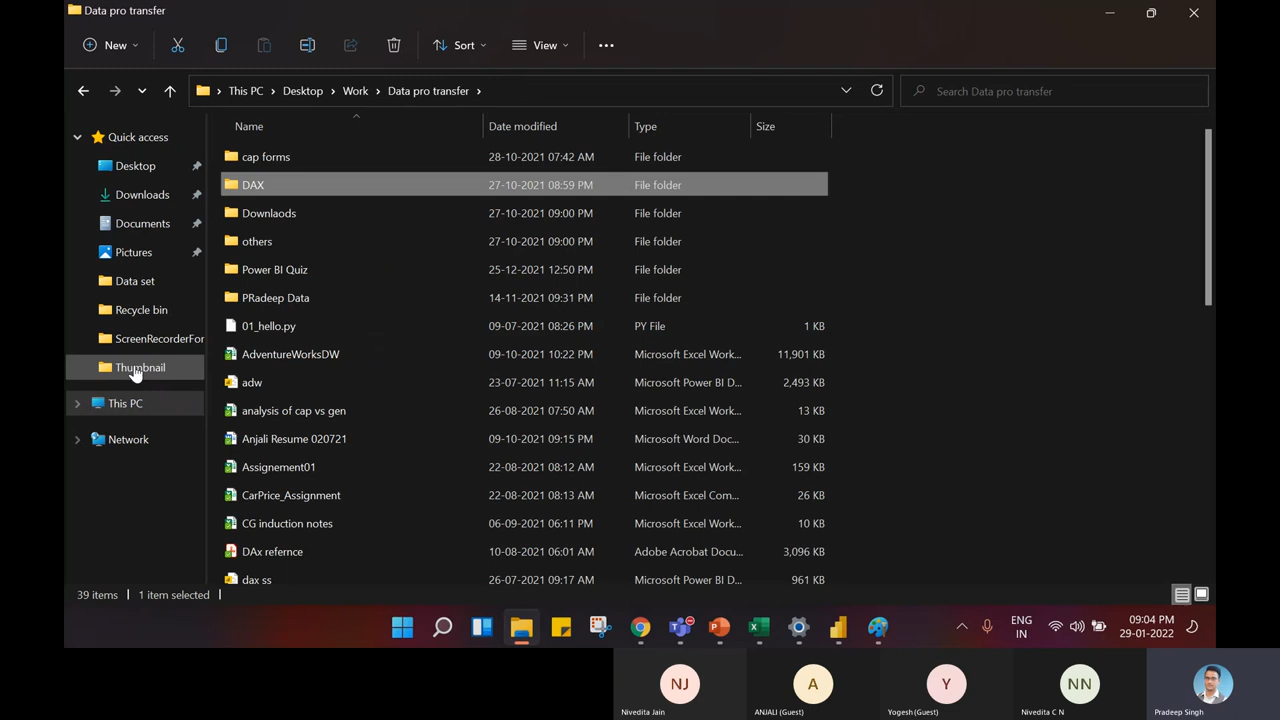 Data pro transfer
New Sort View
This PC Desktop Work Data pro transfer Search Data pro transfer
Name Date modified Type Size
Quick access
Desktop
Downloads
Documents
Pictures
Data set
Recycle bin
ScreenRecorderFor
Thumbnail
This PC
Network
cap forms 28-10-2021 07:42 AM File folder
DAX 27-10-2021 08:59 PM File folder
Downlaods 27-10-2021 09:00 PM File folder
others 27-10-2021 09:00 PM File folder
Power BI Quiz 25-12-2021 12:50 PM File folder
PRadeep Data 14-11-2021 09:31 PM File folder
01_hello.py 09-07-2021 08:26 PM PY File 1 KB
AdventureWorksDW 09-10-2021 10:22 PM Microsoft Excel Work... 11,901 KB
adw 23-07-2021 11:15 AM Microsoft Power BI D... 2,493 KB
analysis of cap vs gen 26-08-2021 07:50 AM Microsoft Excel Work... 13 KB
Anjali Resume 020721 09-10-2021 09:15 PM Microsoft Word Doc... 30 KB
Assignement01 22-08-2021 08:12 AM Microsoft Excel Work... 159 KB
CarPrice_Assignment 22-08-2021 08:13 AM Microsoft Excel Com... 26 KB
CG induction notes 06-09-2021 06:11 PM Microsoft Excel Work... 10 KB
DAx refernce 10-08-2021 06:01 AM Adobe Acrobat Docu... 3,096 KB
dax ss 26-07-2021 09:17 AM Microsoft Power BI D... 961 KB
39 items 1 item selected
ENG
IN
09:04 PM
29-01-2022
NJ A Y NN
Nivedita Jain ANJALI (Guest) Yogesh (Guest) Nivedita C N Pradeep Singh